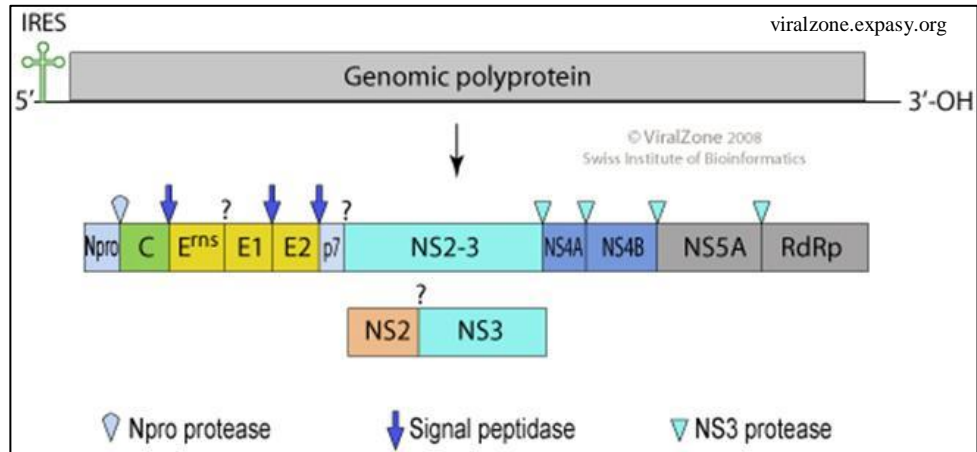 IRES
viralzone.expasy.org
Genomic polyprotein
5’
3’-OH
© ViralZone 2008
Swiss Institute of Bioinformatics
? ?
Npro C Erns E1 E2 p7 NS2-3 NS4A NS4B NS5A RdRp
?
NS2 NS3
Npro protease Signal peptidase NS3 protease